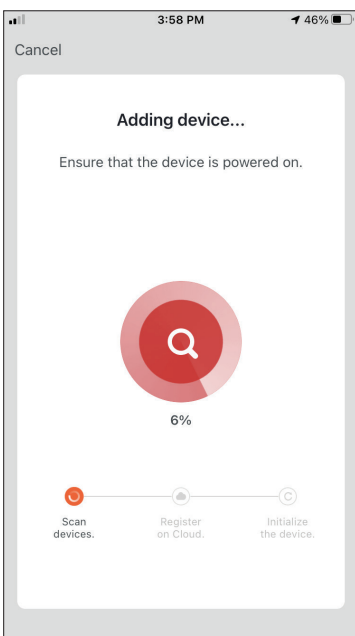 3:58 PM 46%
Cancel
Adding device...
Ensure that the device is powered on.
6%
Scan
devices.
Register
on Cloud.
Initialize
the device.